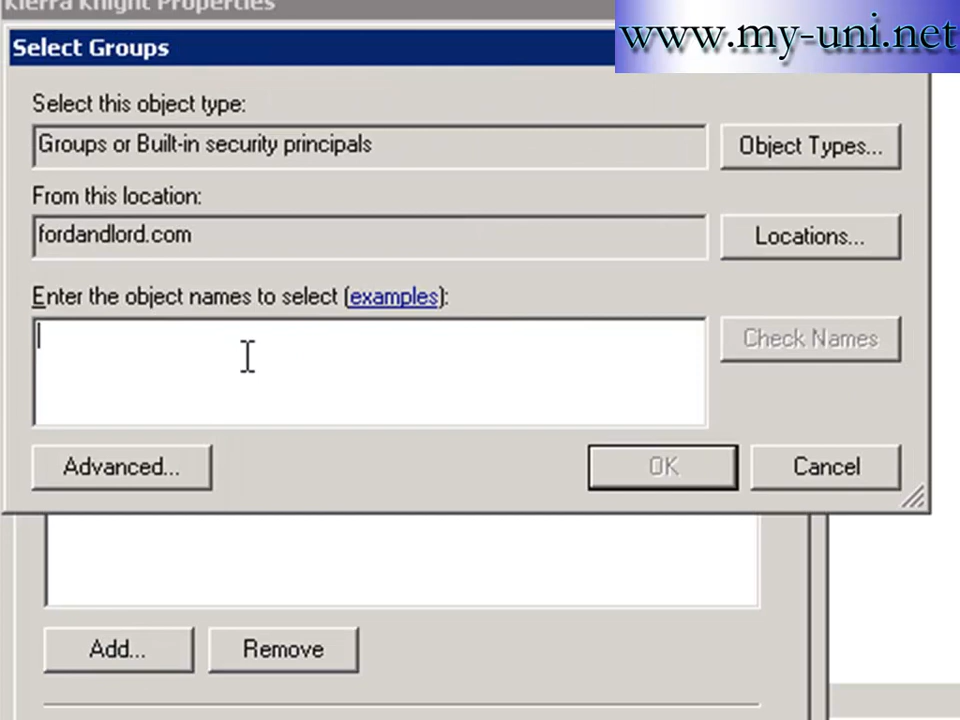 Kierra Knight Properties
www.my-uni.net
Select Groups
Select this object type:
Groups or Built-in security principals
Object Types...
From this location:
fordandlord.com
Locations...
Enter the object names to select (examples):
Check Names
Advanced...
OK
Cancel
Add...
Remove